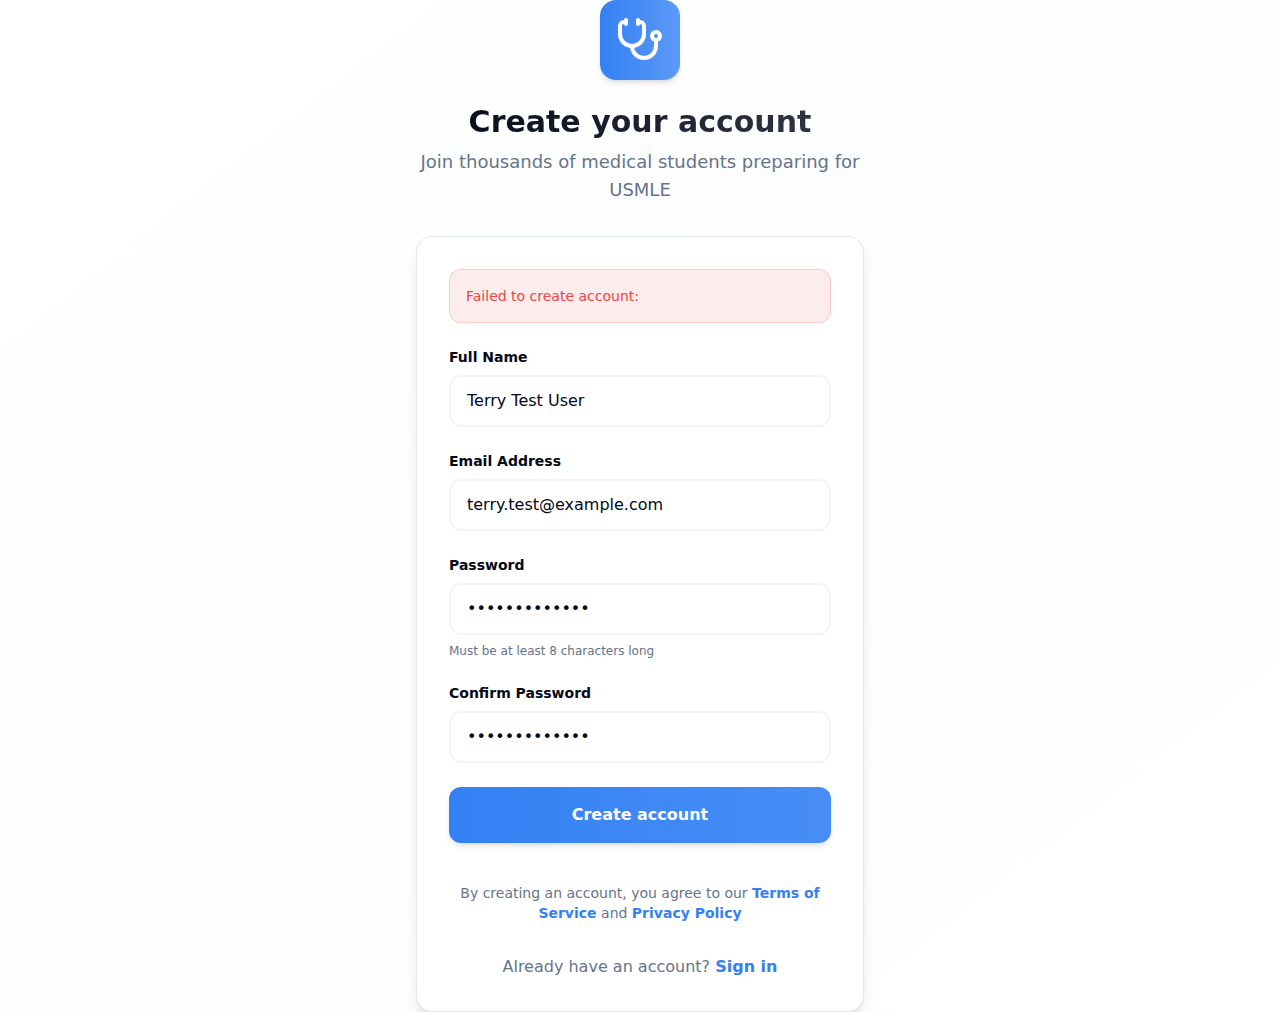 Create your account
Join thousands of medical students preparing for
USMLE
Failed to create account:
Full Name
Terry Test User
Email Address
terry.test@example.com
Password
•••••••••••••
Must be at least 8 characters long
Confirm Password
•••••••••••••
Create account
By creating an account, you agree to our Terms of
Service and Privacy Policy
Already have an account? Sign in